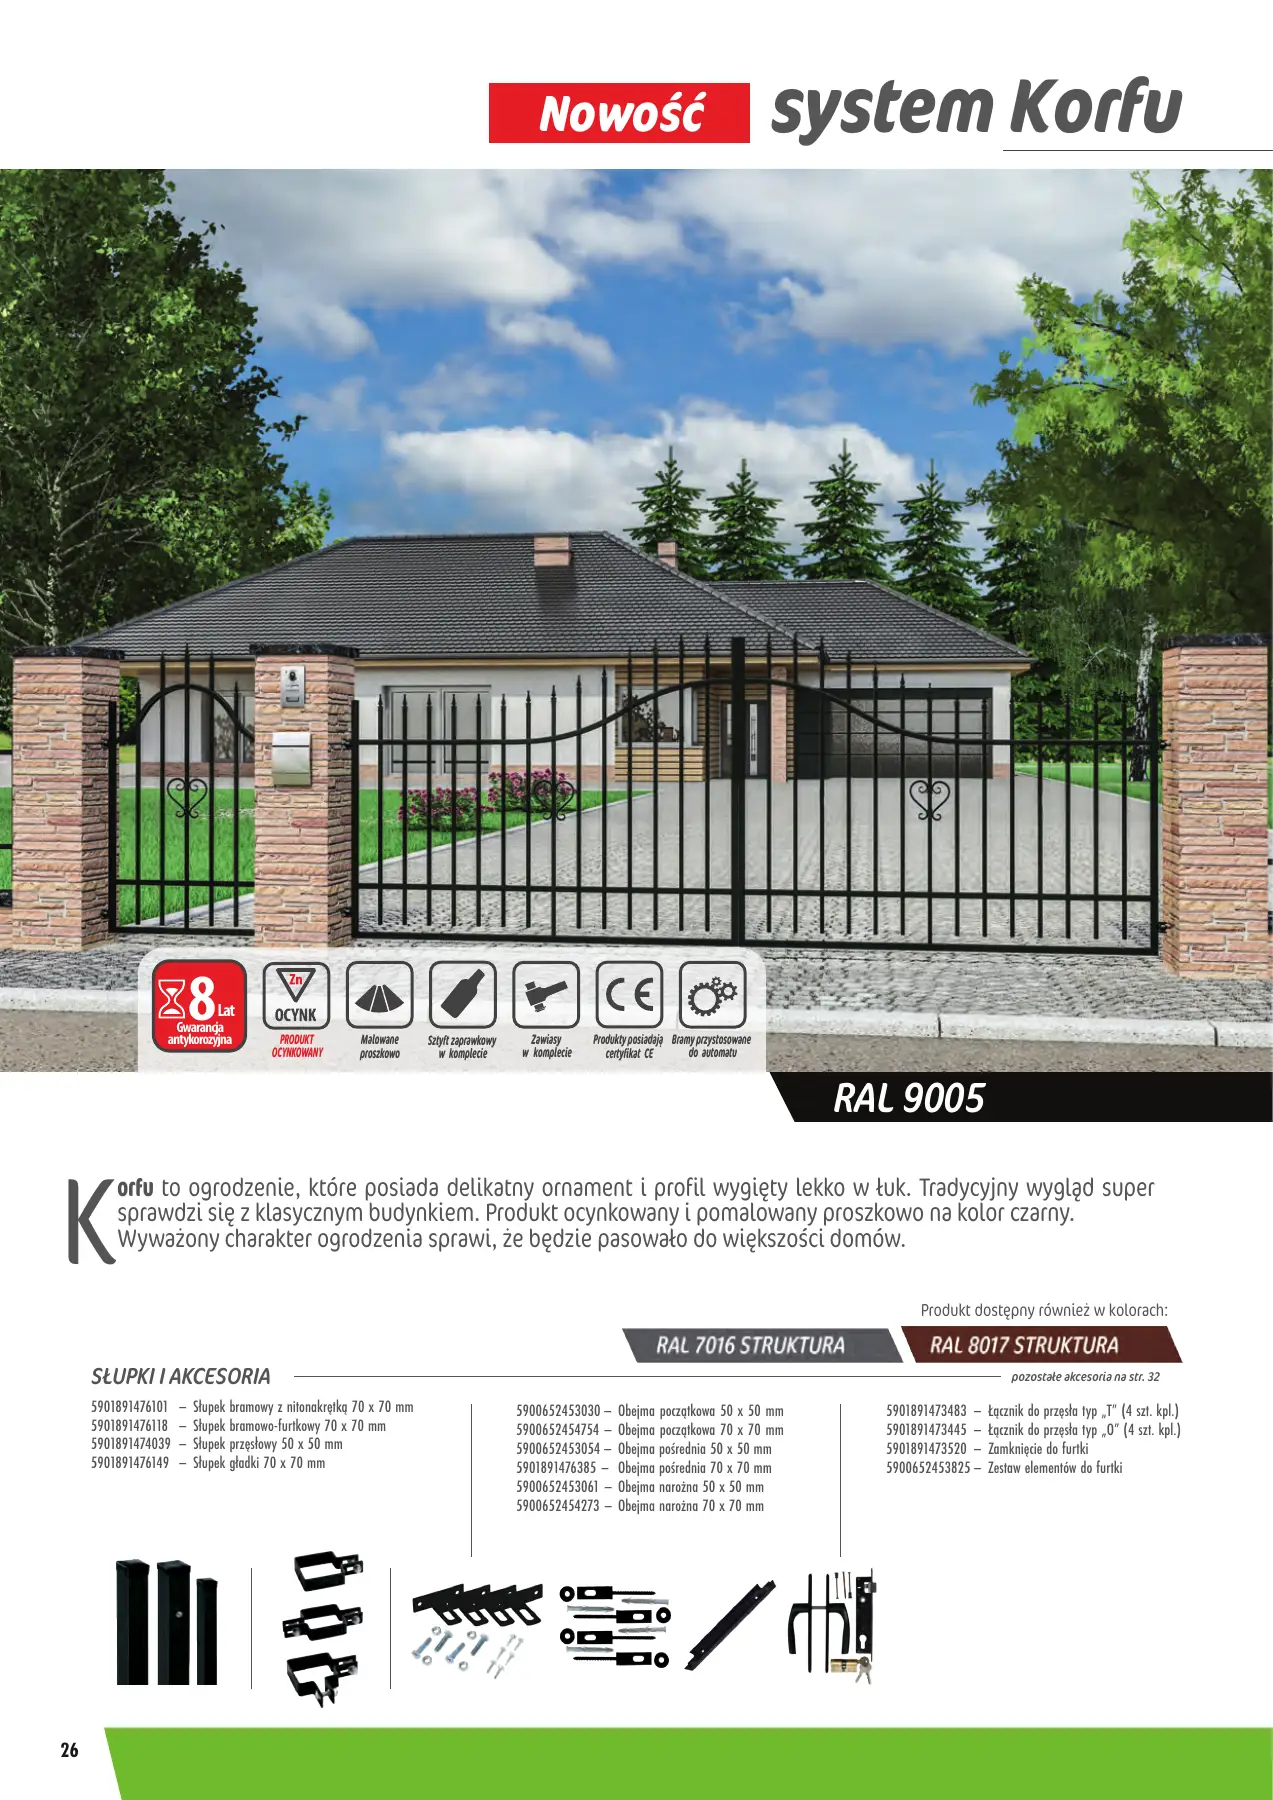 Nowość
system Korfu
8 Lat
Gwarancja
antykorozyjna
Zn
OCYNK
PRODUKT
OCYNKOWANY
Malowane
proszkowo
Sztyft zaprawkowy
w komplecie
Zawiasy
w komplecie
CE
Produkty posiadają
certyfikat CE
Bramy przystosowane
do automatu
RAL 9005
Korfu to ogrodzenie, które posiada delikatny ornament i profil wygięty lekko w łuk. Tradycyjny wygląd super
sprawdzi się z klasycznym budynkiem. Produkt ocynkowany i pomalowany proszkowo na kolor czarny.
Wyważony charakter ogrodzenia sprawi, że będzie pasowało do większości domów.
Produkt dostępny również w kolorach:
RAL 7016 STRUKTURA
RAL 8017 STRUKTURA
SŁUPKI I AKCESORIA
pozostałe akcesoria na str. 32
5901891476101 – Słupek bramowy z nitonakrętką 70 x 70 mm
5901891476118 – Słupek bramowo-furtkowy 70 x 70 mm
5901891474039 – Słupek przęsłowy 50 x 50 mm
5901891476149 – Słupek gładki 70 x 70 mm
5900652453030 – Obejma początkowa 50 x 50 mm
5900652454754 – Obejma początkowa 70 x 70 mm
5900652453054 – Obejma pośrednia 50 x 50 mm
5901891476385 – Obejma pośrednia 70 x 70 mm
5900652453061 – Obejma narożna 50 x 50 mm
5900652454273 – Obejma narożna 70 x 70 mm
5901891473483 – Łącznik do przęsła typ „T” (4 szt. kpl.)
5901891473445 – Łącznik do przęsła typ „O” (4 szt. kpl.)
5901891473520 – Zamknięcie do furtki
5900652453825 – Zestaw elementów do furtki
26